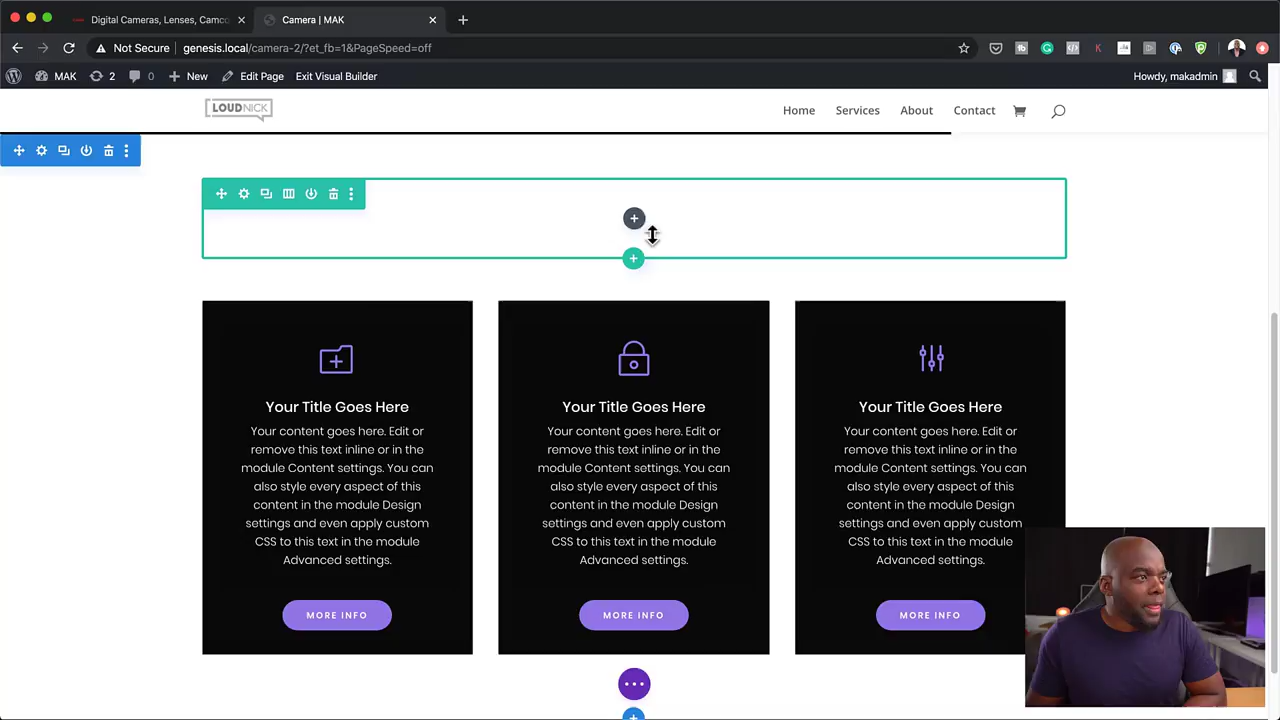 Digital Cameras, Lenses, Camco
Camera | MAK
Not Secure
genesis.local/camera-2/?et_fb=1&PageSpeed=off
MAK
2
0
New
Edit Page
Exit Visual Builder
Howdy, makadmin
LOUDNICK
Home
Services
About
Contact
Your Title Goes Here
Your content goes here. Edit or
remove this text inline or in the
module Content settings. You can
also style every aspect of this
content in the module Design
settings and even apply custom
CSS to this text in the module
Advanced settings.
MORE INFO
Your Title Goes Here
Your content goes here. Edit or
remove this text inline or in the
module Content settings. You can
also style every aspect of this
content in the module Design
settings and even apply custom
CSS to this text in the module
Advanced settings.
MORE INFO
Your Title Goes Here
Your content goes here. Edit or
remove this text inline or in the
module Content settings. You can
also style every aspect of this
content in the module Design
settings and even apply custom
CSS to this text in the module
Advanced settings.
MORE INFO